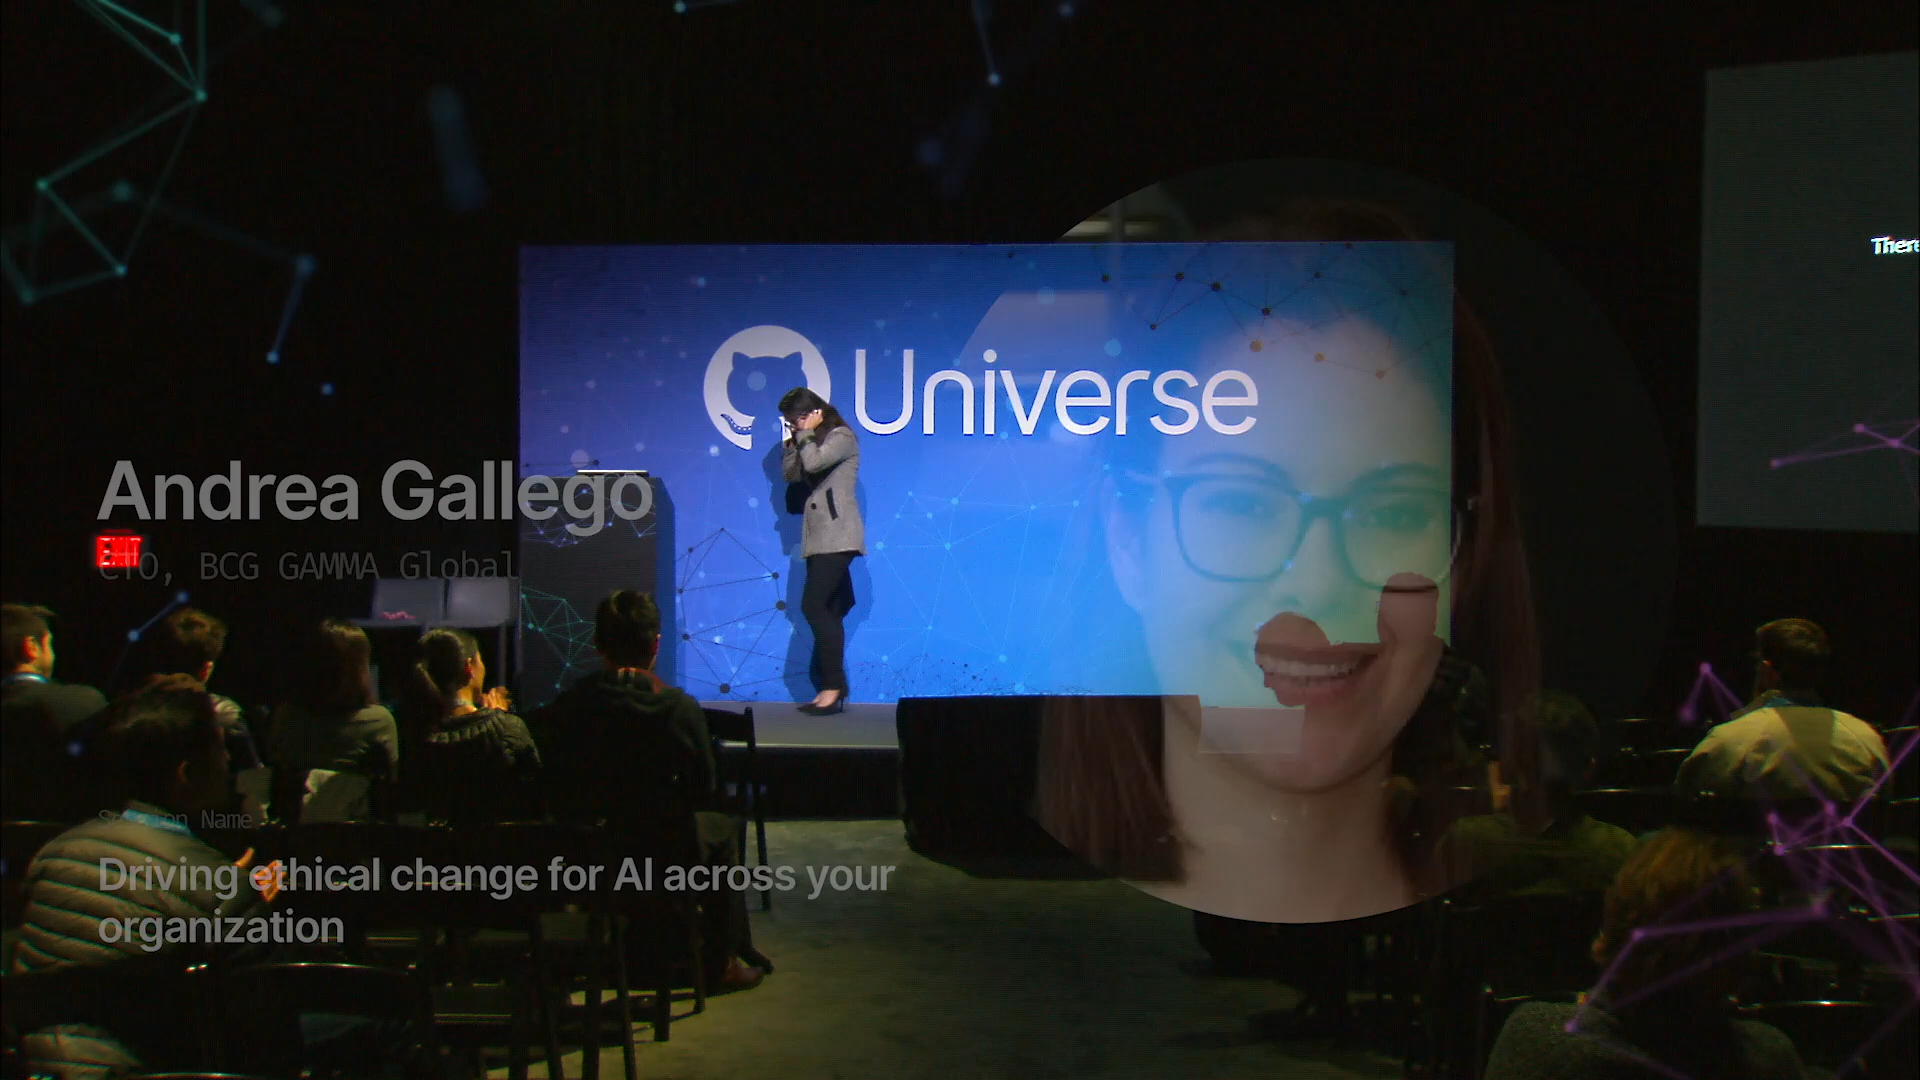 Universe
There
Andrea Gallego
EXIT
CTO, BCG GAMMA Global
Session Name
Driving ethical change for AI across your
organization